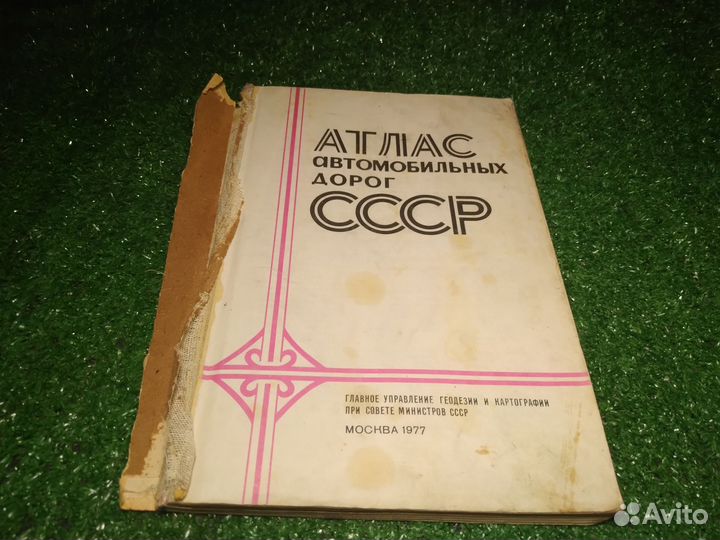 АТЛАС
автомобильных
дорог
СССР
ГЛАВНОЕ УПРАВЛЕНИЕ ГЕОДЕЗИИ И КАРТОГРАФИИ
ПРИ СОВЕТЕ МИНИСТРОВ СССР
МОСКВА 1977
Avito